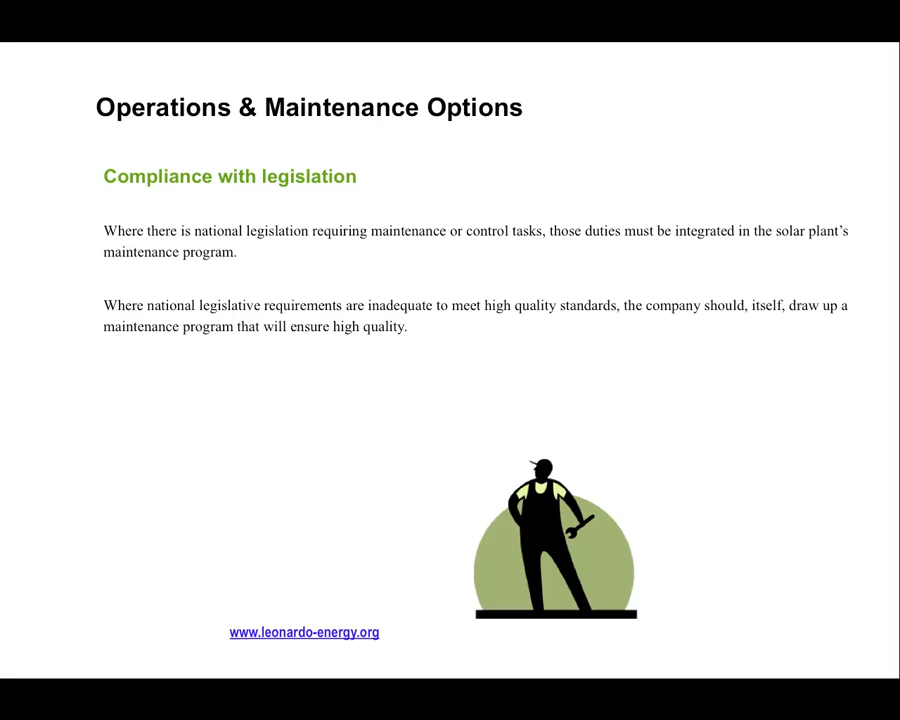 Operations & Maintenance Options
Compliance with legislation
Where there is national legislation requiring maintenance or control tasks, those duties must be integrated in the solar plant’s
maintenance program.
Where national legislative requirements are inadequate to meet high quality standards, the company should, itself, draw up a
maintenance program that will ensure high quality.
www.leonardo-energy.org